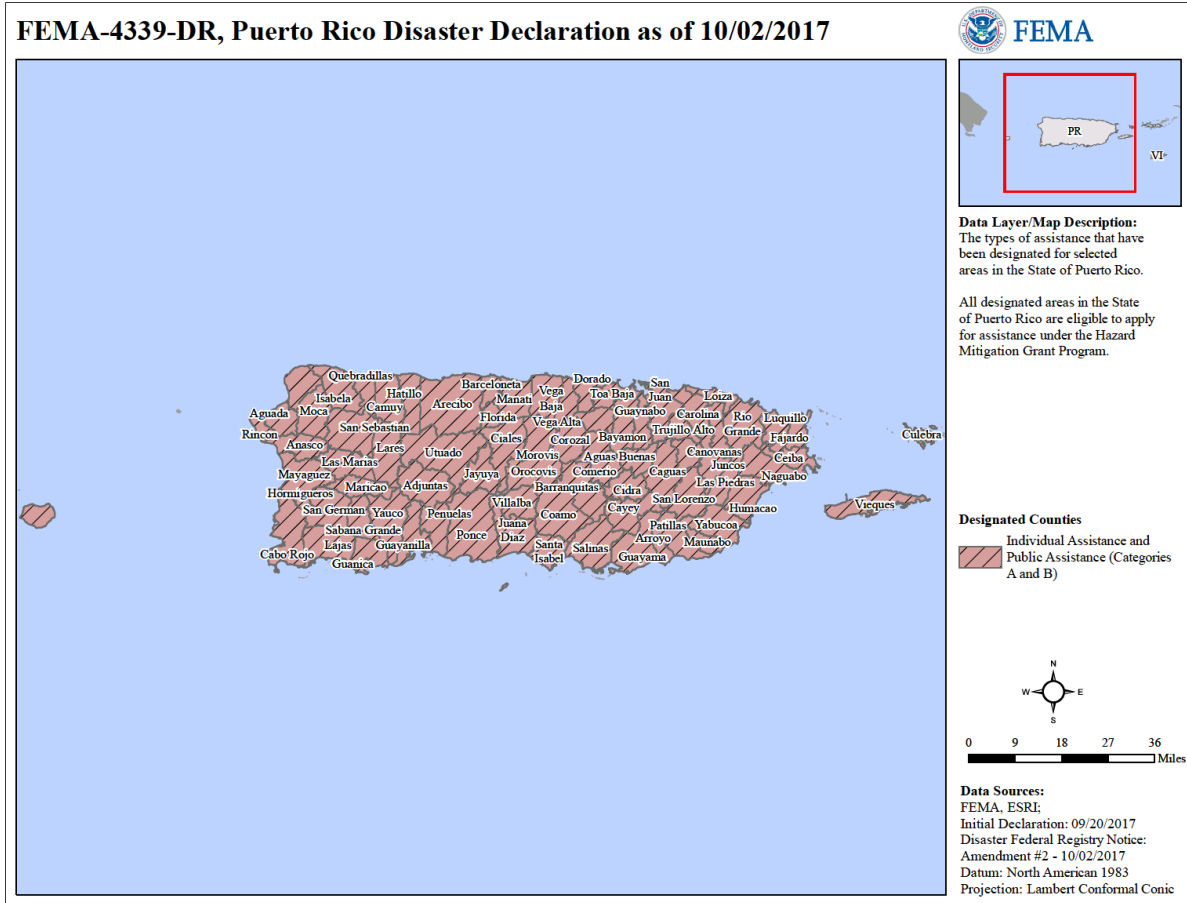 FEMA-4339-DR, Puerto Rico Disaster Declaration as of 10/02/2017
FEMA
PR
VI
Data Layer/Map Description:
The types of assistance that have
been designated for selected
areas in the State of Puerto Rico.
All designated areas in the State
of Puerto Rico are eligible to apply
for assistance under the Hazard
Mitigation Grant Program.
Quebradillas
Isabela
Hatillo
Barceloneta
Dorado
San
Juan
Aguada
Moca
Camuy
Arecibo
Manati
Vega
Baja
Toa Baja
Loiza
Rincon
San Sebastian
Florida
Vega Alta
Guaynabo
Carolina
Rio
Grande
Luquillo
Anasco
Lares
Utuado
Ciales
Corozal
Bayamon
Trujillo Alto
Fajardo
Culebra
Las Marias
Morovis
Aguas Buenas
Canovanas
Ceiba
Mayaguez
Maricao
Adjuntas
Jayuya
Orocovis
Comerio
Caguas
Juncos
Naguabo
Hormigueros
Barranquitas
Cidra
Las Piedras
San German
Yauco
Penuelas
Villalba
Coamo
Cayey
San Lorenzo
Humacao
Vieques
Sabana Grande
Ponce
Juana
Diaz
Patillas
Yabucoa
Cabo Rojo
Lajas
Guayanilla
Santa
Isabel
Salinas
Arroyo
Maunabo
Guanica
Guayama
Designated Counties
Individual Assistance and
Public Assistance (Categories
A and B)
N
W
E
S
0 9 18 27 36
Miles
Data Sources:
FEMA, ESRI;
Initial Declaration: 09/20/2017
Disaster Federal Registry Notice:
Amendment #2 - 10/02/2017
Datum: North American 1983
Projection: Lambert Conformal Conic